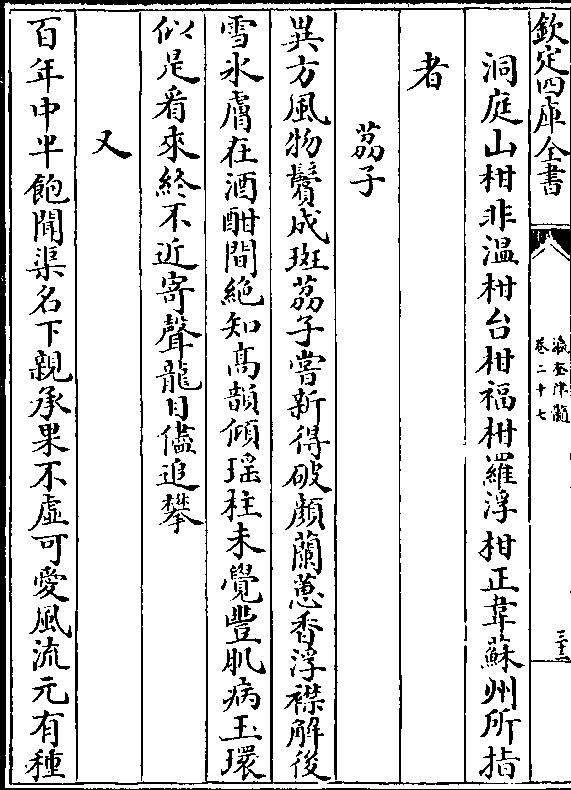 欽定四庫全書
瀛奎律髓
卷二十七
三十二
洞庭山柑非温柑台柑福柑羅浮柑正韋蘇州所指
者
荔子
異方風物鬢成斑荔子嘗新得破顔蘭蕙香浮襟解後
雪氷膚在酒酣間絶知髙韻傾瑶柱未覺豐肌病玉環
似是看來終不近寄聲龍目儘追攀
又
百年中半飽聞渠名下親承果不虚可愛風流元有種